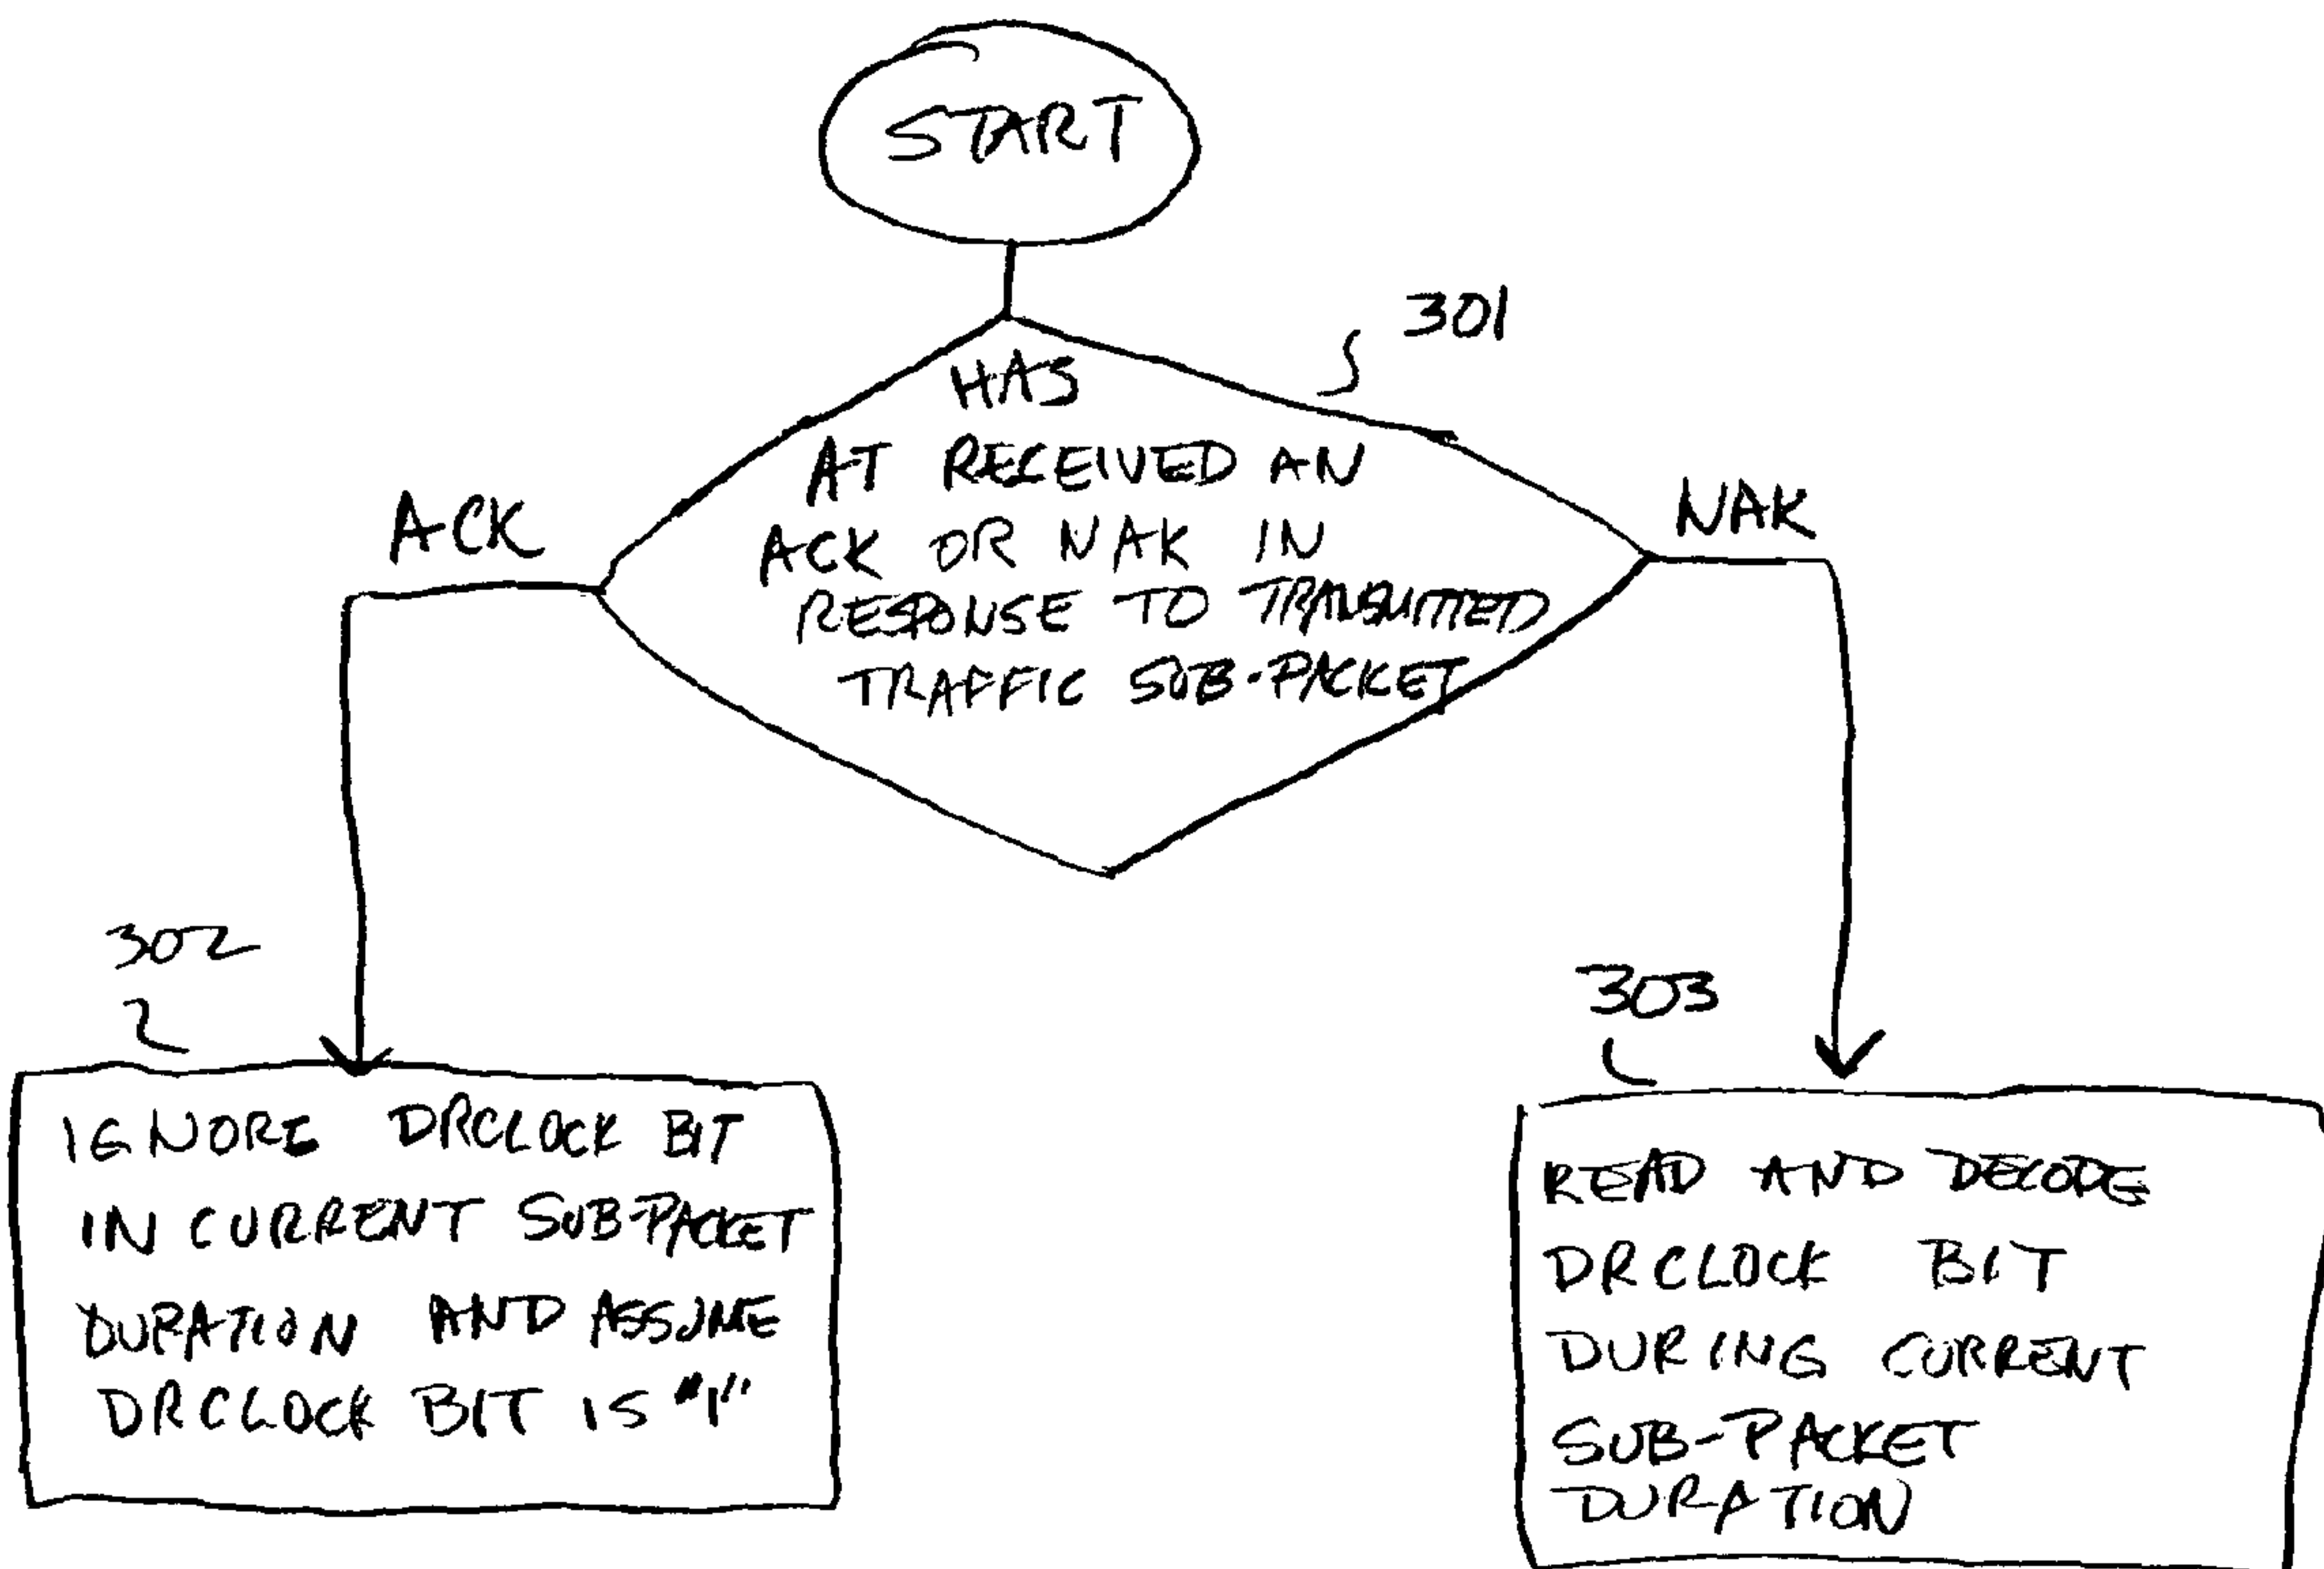 START
301
HAS
AT RECEIVED AN
ACK OR NAK IN
RESPONSE TO TRANSMITTED
TRAFFIC SUB-PACKET
ACK
NAK
302
303
IGNORE DRCLOCK BIT
IN CURRENT SUB-PACKET
DURATION AND ASSUME
DRCLOCK BIT IS "1"
READ AND DECODE
DRCLOCK BIT
DURING CURRENT
SUB-PACKET
DURATION